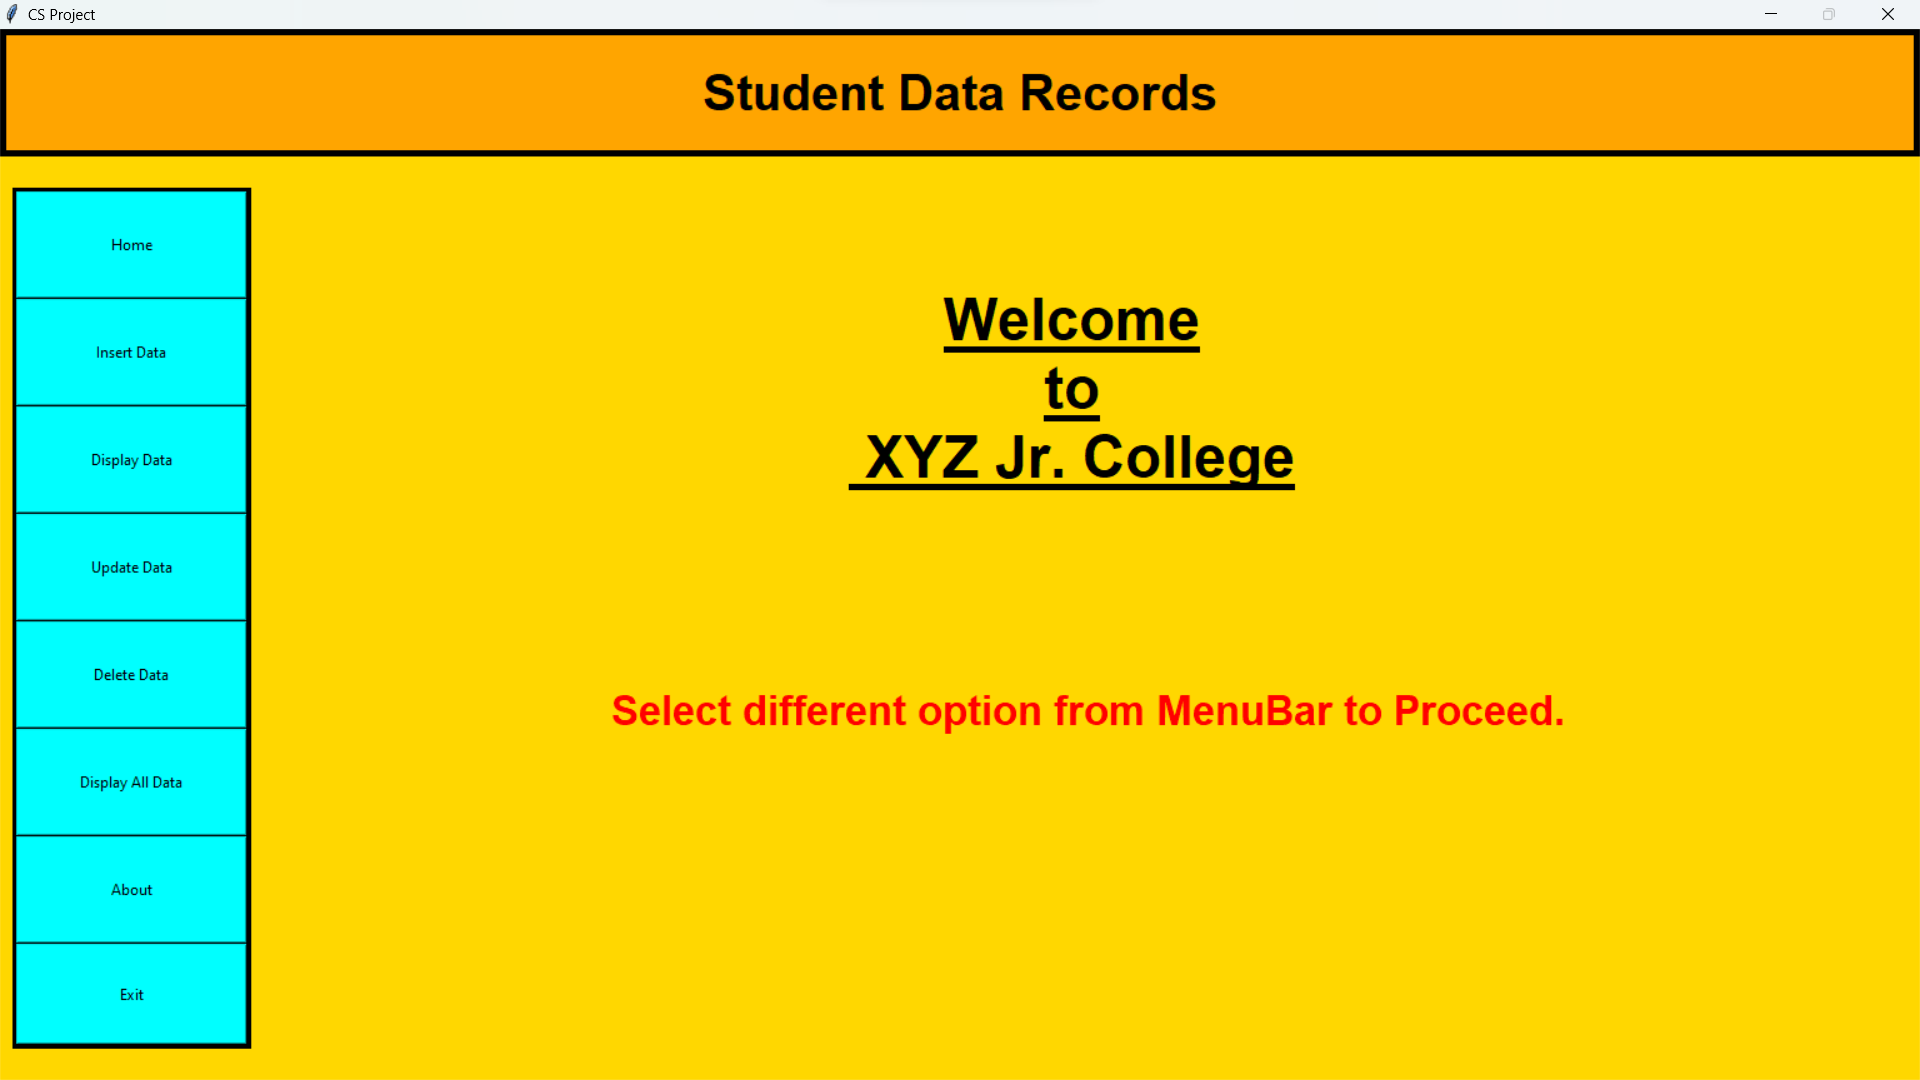 CS Project
Student Data Records
Home
Insert Data
Display Data
Update Data
Delete Data
Display All Data
About
Exit
Welcome
to
XYZ Jr. College
Select different option from MenuBar to Proceed.